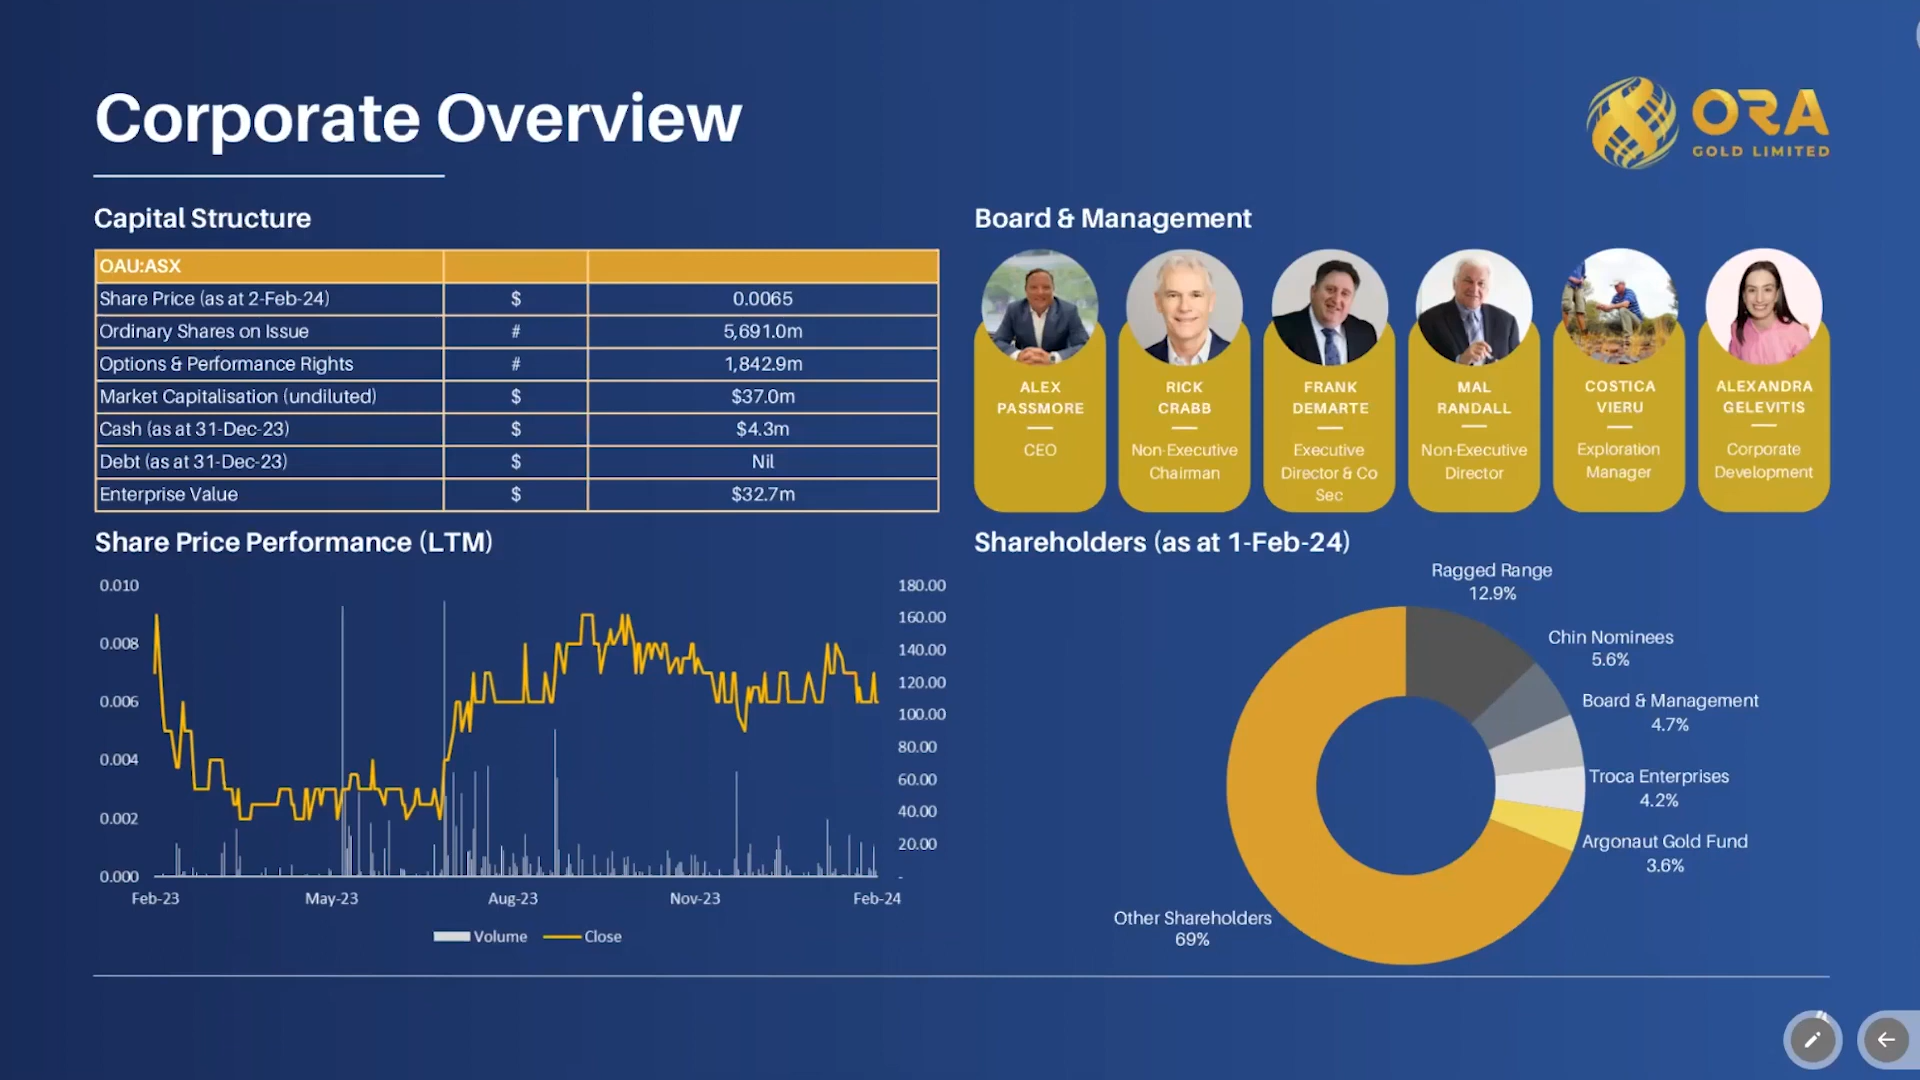 Corporate Overview
ORA
GOLD LIMITED
Capital Structure
OAU:ASX
Share Price (as at 2-Feb-24) $ 0.0065
Ordinary Shares on Issue # 5,691.0m
Options & Performance Rights # 1,842.9m
Market Capitalisation (undiluted) $ $37.0m
Cash (as at 31-Dec-23) $ $4.3m
Debt (as at 31-Dec-23) $ Nil
Enterprise Value $ $32.7m
Board & Management
ALEX
PASSMORE
CEO
RICK
CRABB
Non-Executive
Chairman
FRANK
DEMARTE
Executive
Director & Co
Sec
MAL
RANDALL
Non-Executive
Director
COSTICA
VIERU
Exploration
Manager
ALEXANDRA
GELEVITIS
Corporate
Development
Share Price Performance (LTM)
0.010
0.008
0.006
0.004
0.002
0.000
180.00
160.00
140.00
120.00
100.00
80.00
60.00
40.00
20.00
-
Feb-23 May-23 Aug-23 Nov-23 Feb-24
Volume Close
Shareholders (as at 1-Feb-24)
Ragged Range
12.9%
Chin Nominees
5.6%
Board & Management
4.7%
Troca Enterprises
4.2%
Argonaut Gold Fund
3.6%
Other Shareholders
69%